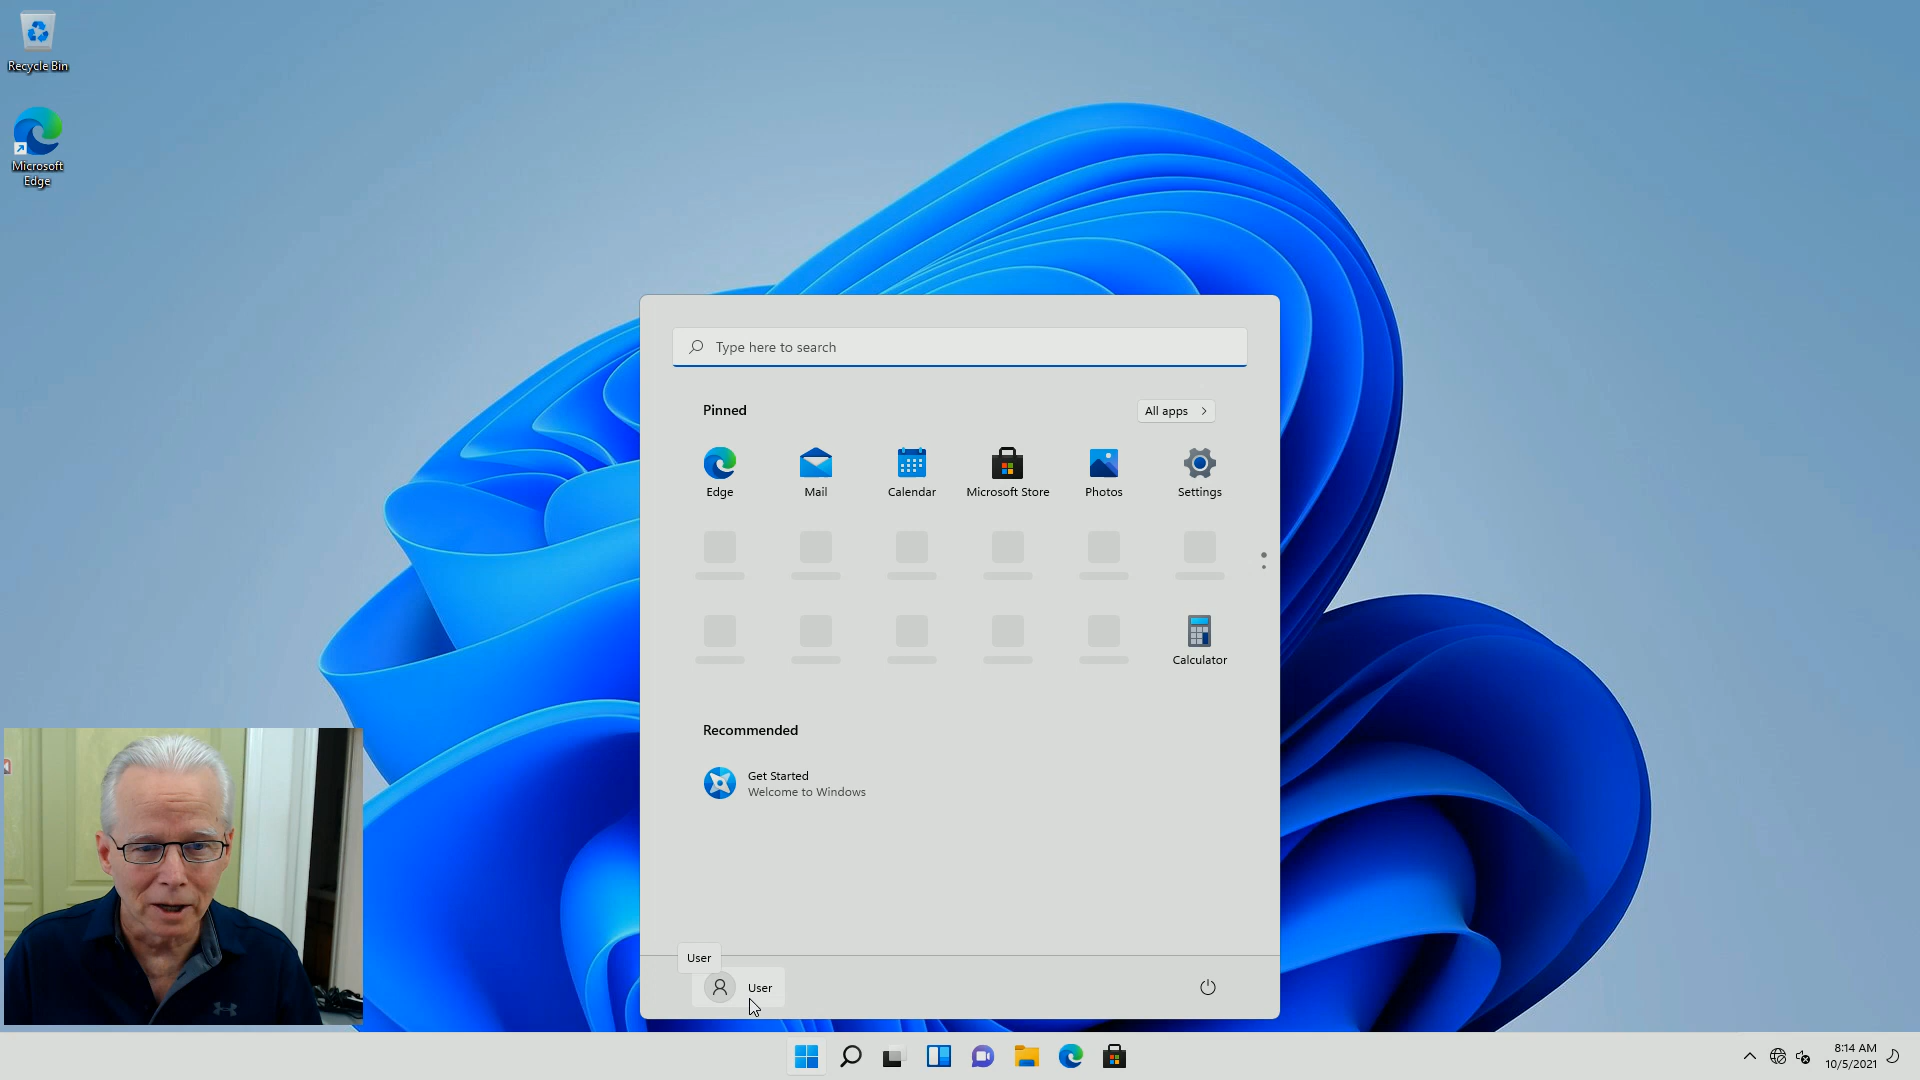 Recycle Bin
Microsoft
Edge
Type here to search
Pinned
All apps
Edge
Mail
Calendar
Microsoft Store
Photos
Settings
Calculator
Recommended
Get Started
Welcome to Windows
User
User
8:14 AM
10/5/2021